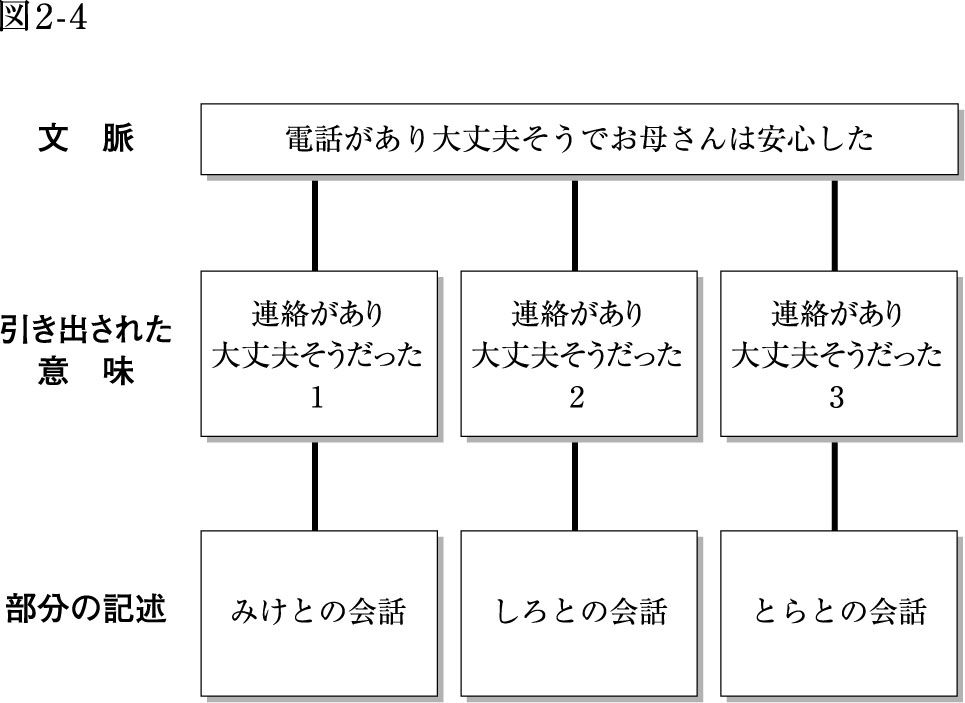 図2-4
文　脈
電話があり大丈夫そうでお母さんは安心した
引き出された
意　味
連絡があり
大丈夫そうだった
1
連絡があり
大丈夫そうだった
2
連絡があり
大丈夫そうだった
3
部分の記述
みけとの会話
しろとの会話
とらとの会話